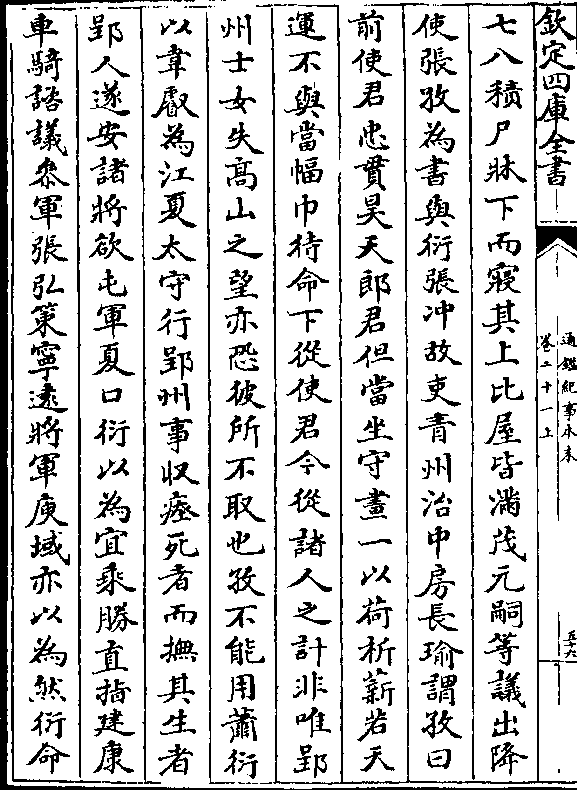 欽定四庫全書
通鑑紀事本末
卷二十一上
五十六
七八積尸牀下而寢其上比屋皆滿茂元嗣等議出降
使張孜為書與衍張冲故吏青州治中房長瑜謂孜曰
前使君忠貫昊天郎君但當坐守畫一以荷析薪若天
運不與當幅巾待命下從使君今從諸人之計非唯郢
州士女失髙山之望亦恐彼所不取也孜不能用蕭衍
以韋叡為江夏太守行郢州事収瘞死者而撫其生者
郢人遂安諸將欲屯軍夏口衍以為宜乘勝直指建康
車騎諮議參軍張弘策寧逺將軍庾域亦以為然衍命